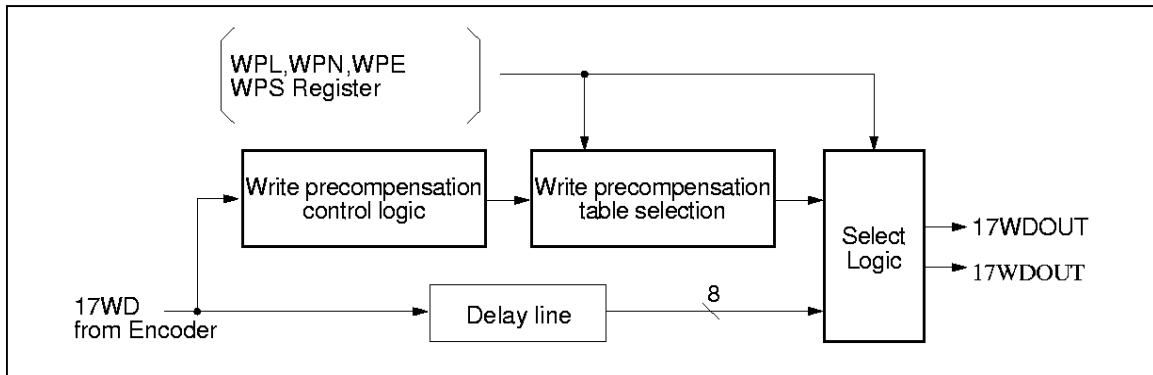 WPL,WPN,WPE
WPS Register
Write precompensation
control logic
Write precompensation
table selection
Select
Logic
17WDOUT
17WDOUT
17WD
from Encoder
Delay line
8